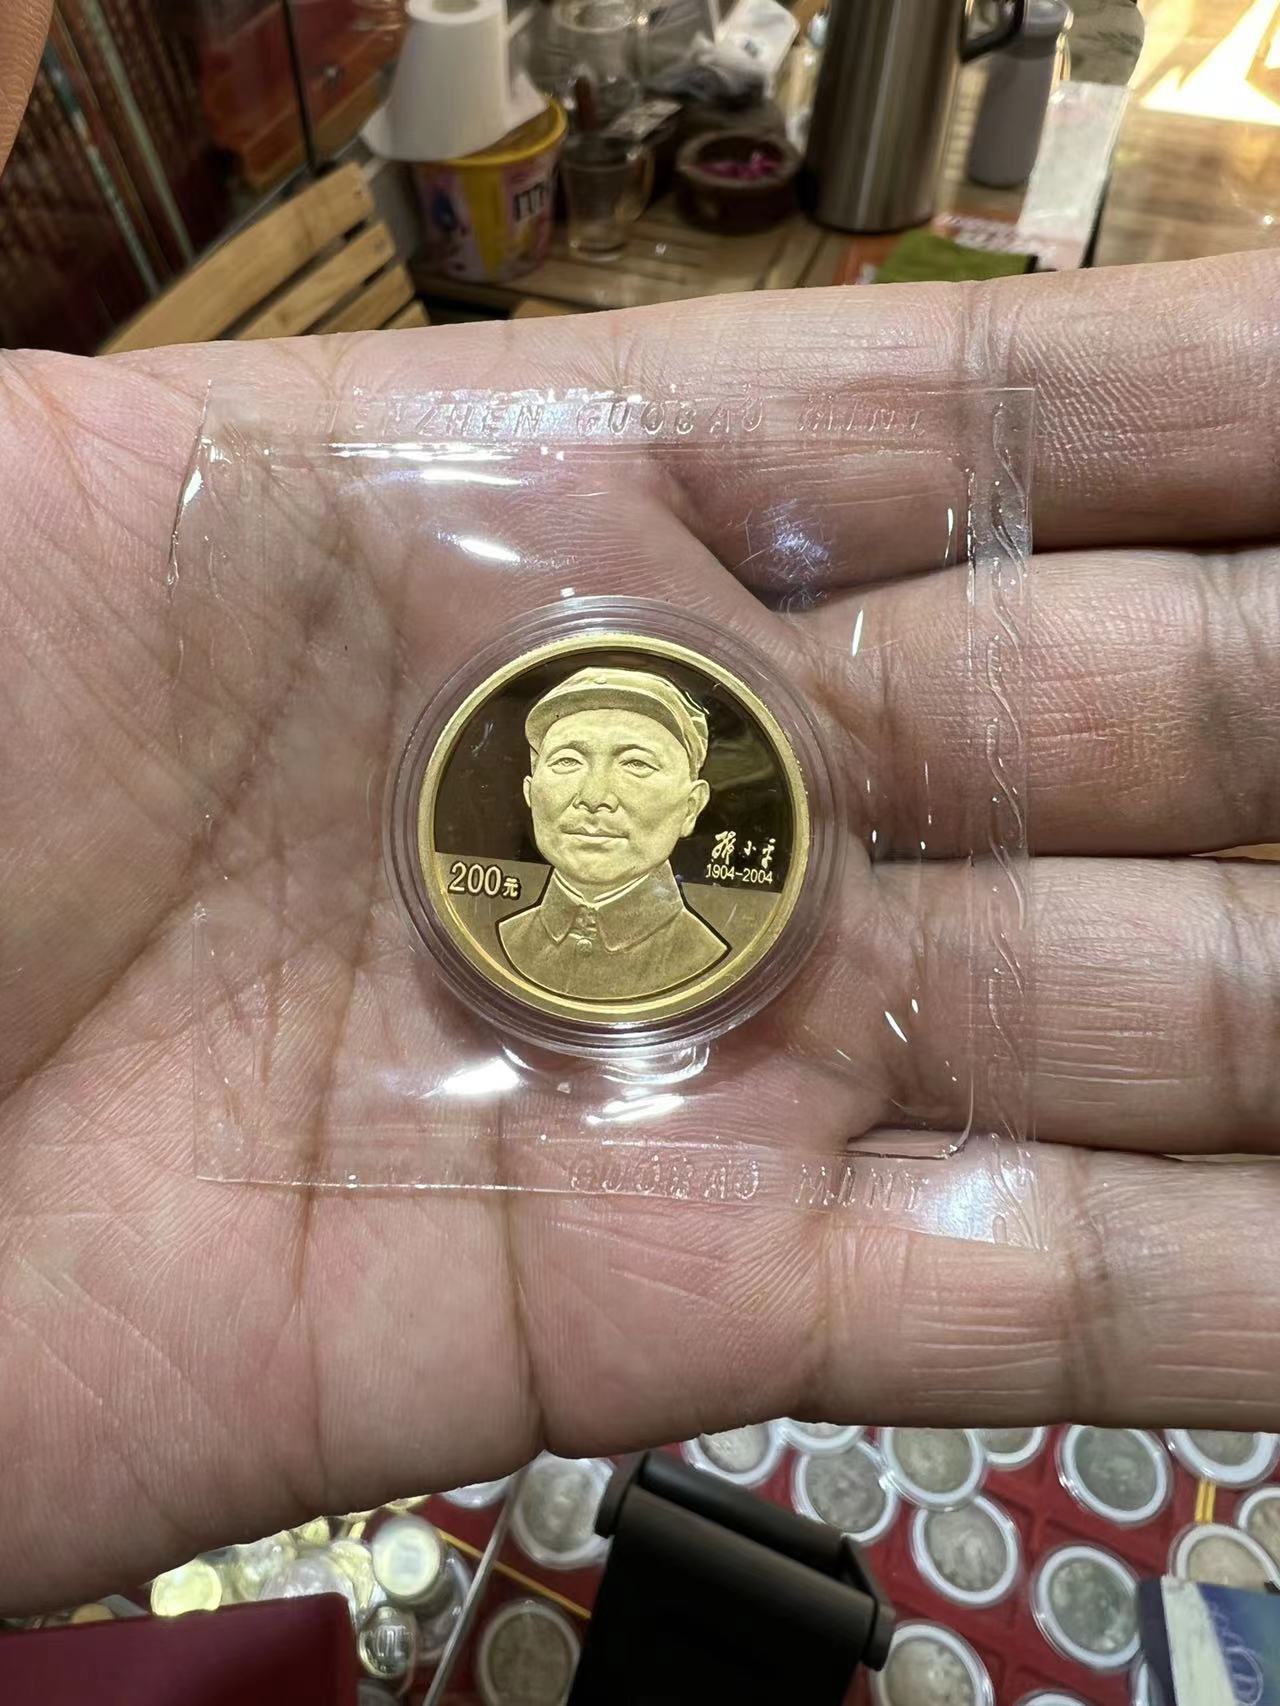 SHENZHEN GUOBAO MINT
200元
邓小平
1904-2004
GUOBAO MINT